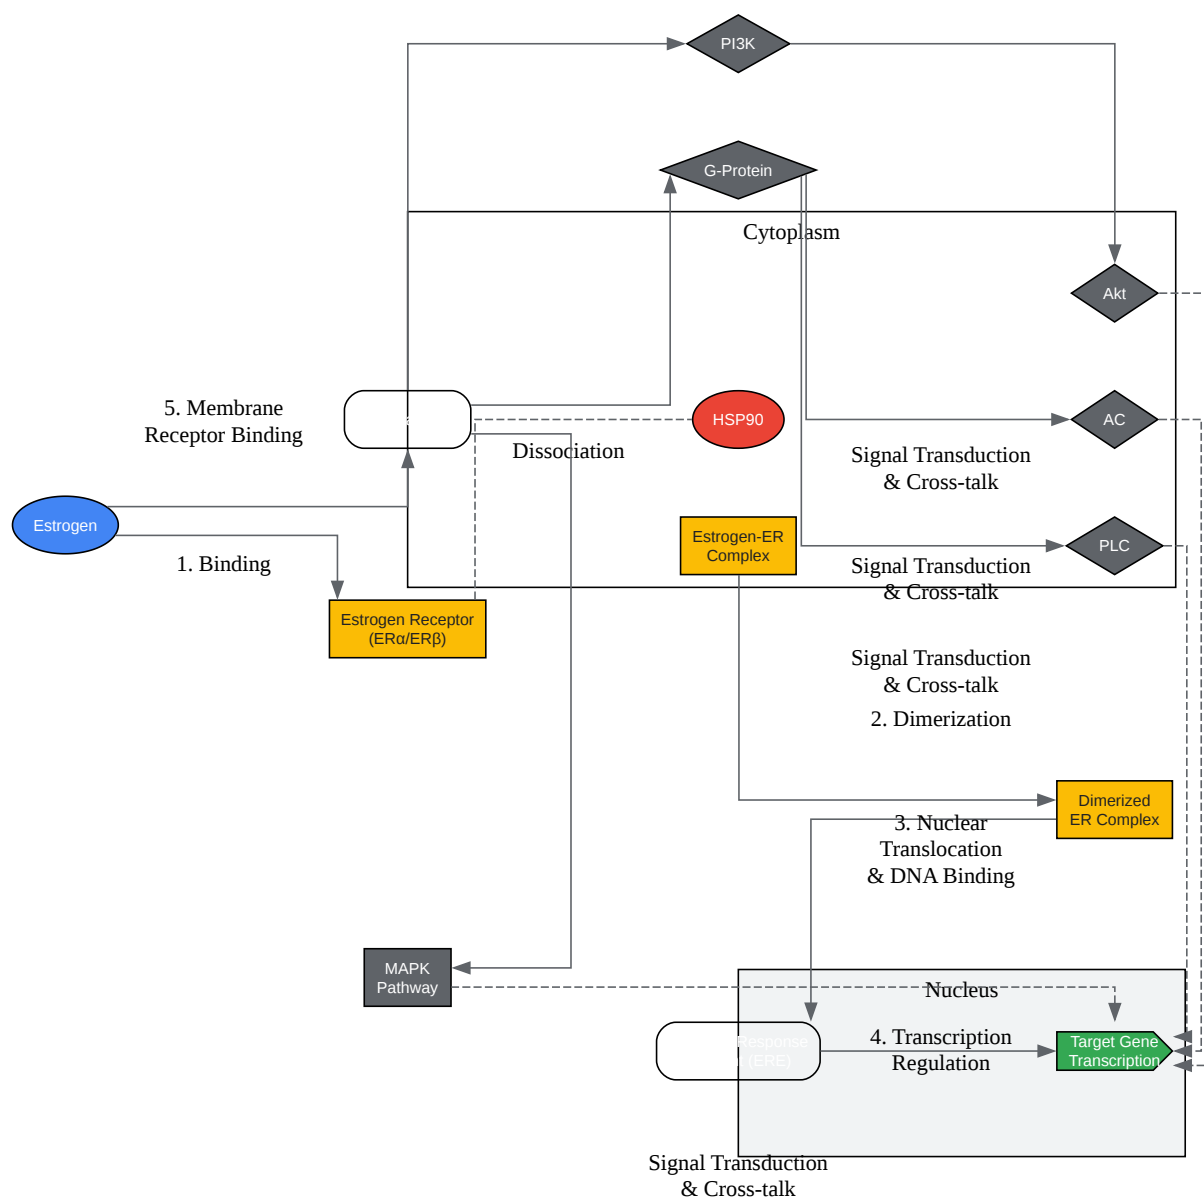 PI3K
G-Protein
Cytoplasm
Akt
5. Membrane
Receptor Binding
HSP90
AC
Dissociation
Signal Transduction
& Cross-talk
Estrogen
1. Binding
Estrogen-ER
Complex
PLC
Signal Transduction
& Cross-talk
Estrogen Receptor
(ERα/ERβ)
Signal Transduction
& Cross-talk
2. Dimerization
Dimerized
ER Complex
3. Nuclear
Translocation
& DNA Binding
MAPK
Pathway
Nucleus
Response
(ERE)
4. Transcription
Regulation
Target Gene
Transcription
Signal Transduction
& Cross-talk